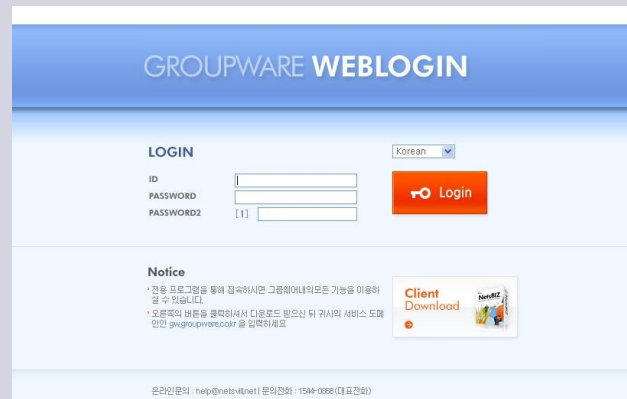 GROUPWARE WEBLOGIN
LOGIN
Korean
ID
PASSWORD
Login
PASSWORD2 [1]
Notice
전용 프로그램을 통해 접속하시면 그룹웨어내의모든 기능을 이용하
실 수 있습니다.
오른쪽의 버튼을 클릭하셔서 다운로드 받으신 뒤 귀사의 서비스 도메
인인 gw.groupware.co.kr 을 입력하세요
Client
Download
NetsBIZ
온라인문의 : help@netsvill.net | 문의전화 : 1544-0868 (대표전화)